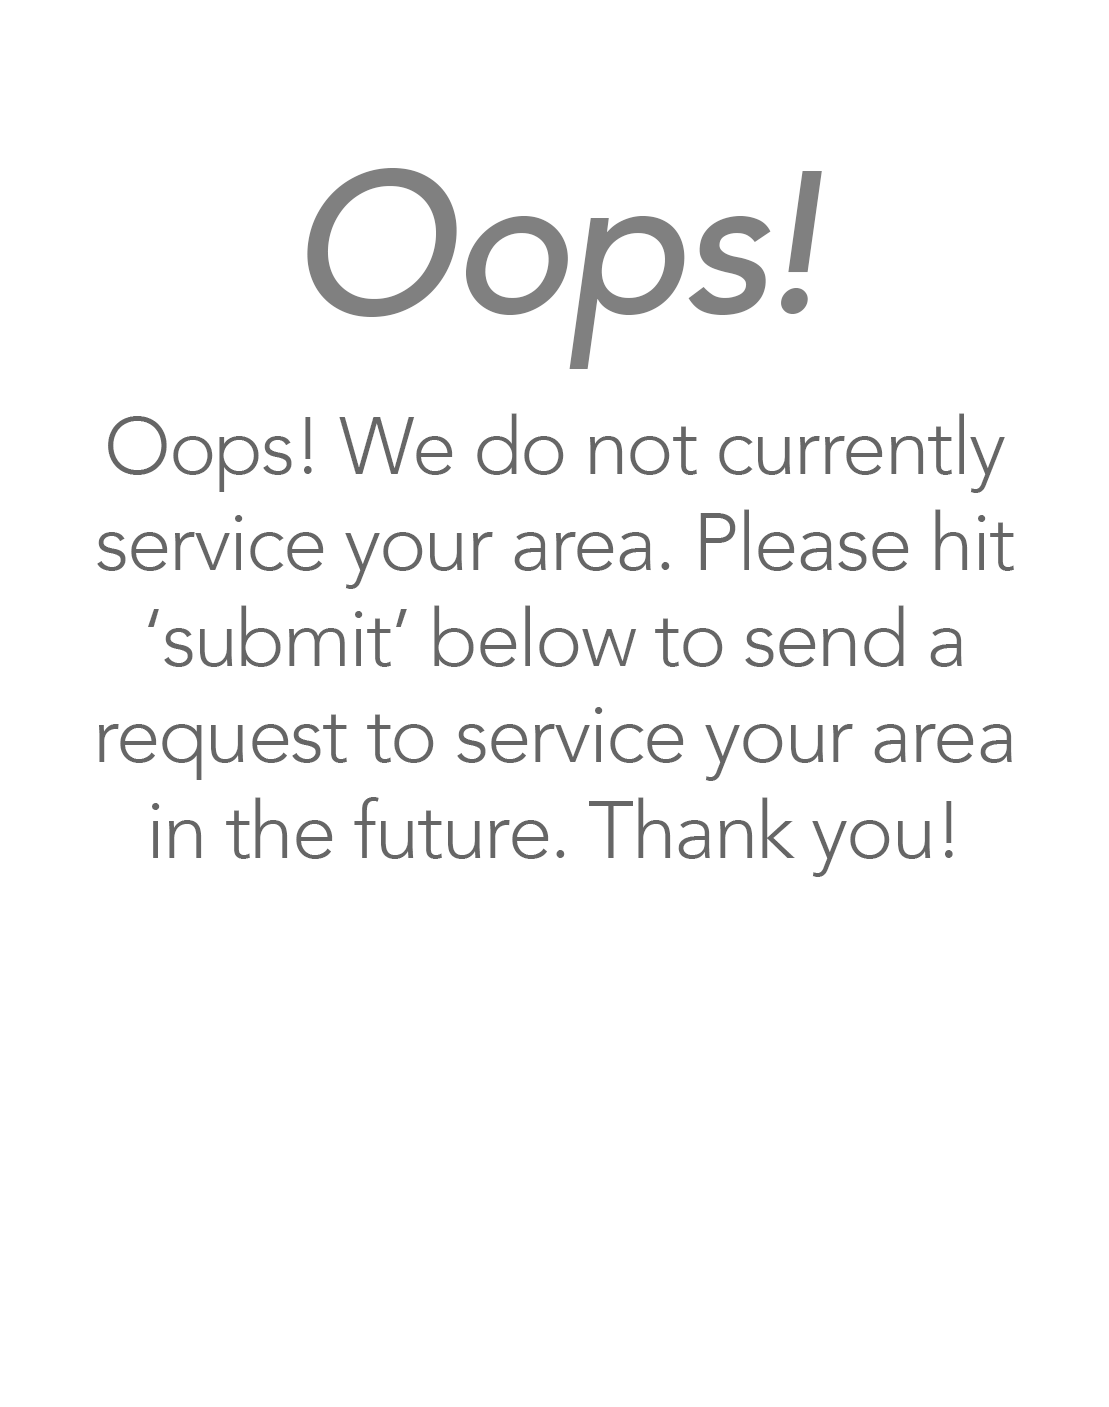 Oops!
Oops! We do not currently
service your area. Please hit
‘submit’ below to send a
request to service your area
in the future. Thank you!